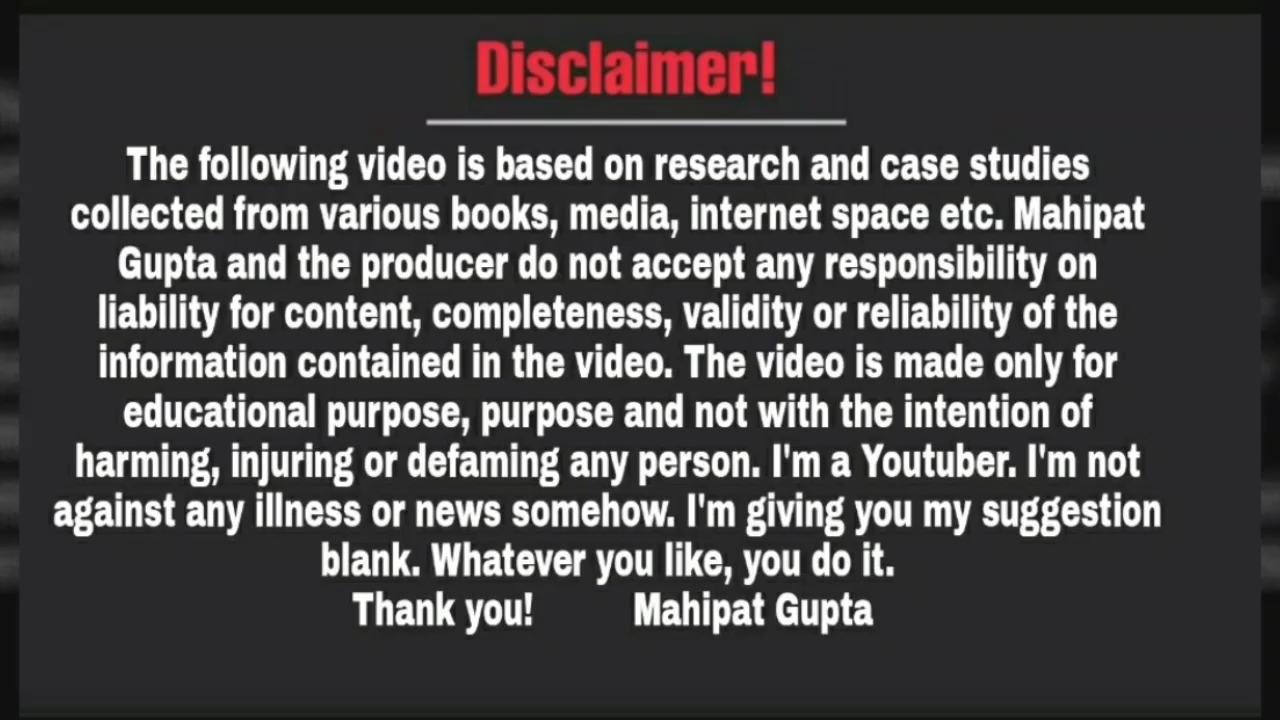 Disclaimer!
The following video is based on research and case studies
collected from various books, media, internet space etc. Mahipat
Gupta and the producer do not accept any responsibility on
liability for content, completeness, validity or reliability of the
information contained in the video. The video is made only for
educational purpose, purpose and not with the intention of
harming, injuring or defaming any person. I'm a Youtuber. I'm not
against any illness or news somehow. I'm giving you my suggestion
blank. Whatever you like, you do it.
Thank you! Mahipat Gupta